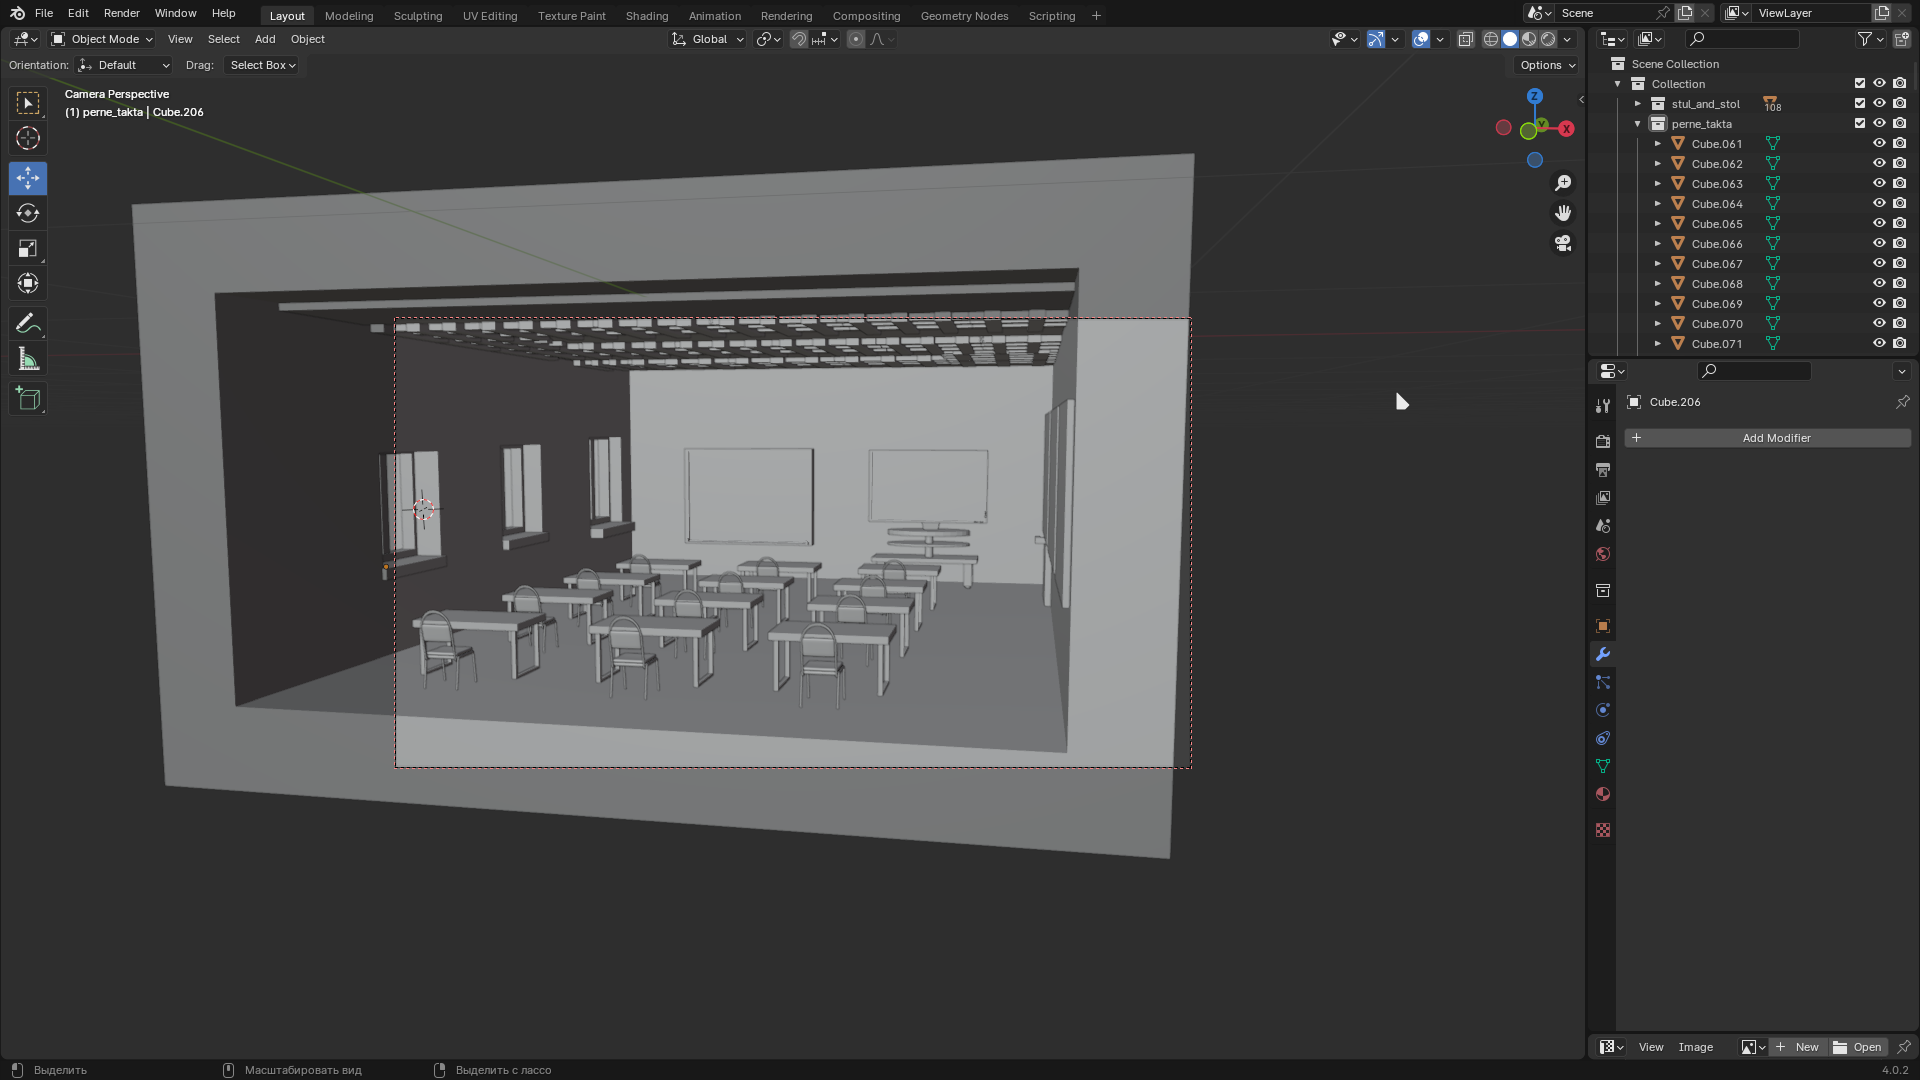 File Edit Render Window Help Layout Modeling Sculpting UV Editing Texture Paint Shading Animation Rendering Compositing Geometry Nodes Scripting + Scene ViewLayer
Object Mode View Select Add Object Global
Orientation: Default Drag: Select Box Options
Camera Perspective
(1) perne_takta | Cube.206
Z
Y
X
Scene Collection
Collection
stul_and_stol 108
perne_takta
Cube.061
Cube.062
Cube.063
Cube.064
Cube.065
Cube.066
Cube.067
Cube.068
Cube.069
Cube.070
Cube.071
Cube.206
+ Add Modifier
View Image + New Open
Выделить Масштабировать вид Выделить с лассо 4.0.2